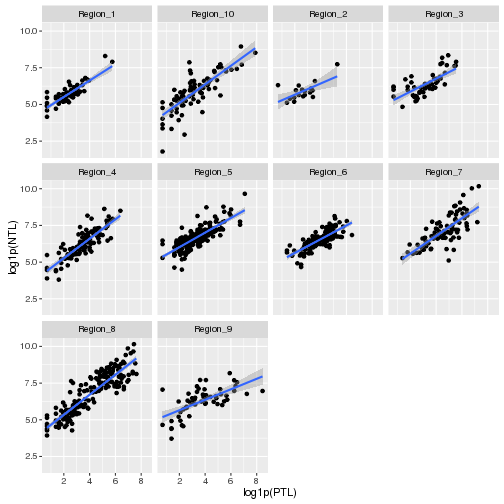 Region_1 Region_10 Region_2 Region_3
10.0
7.5
5.0
2.5
Region_4 Region_5 Region_6 Region_7
10.0
7.5
5.0
2.5
log1p(NTL)
Region_8 Region_9
10.0
7.5
5.0
2.5
2 4 6 8 2 4 6 8
log1p(PTL)